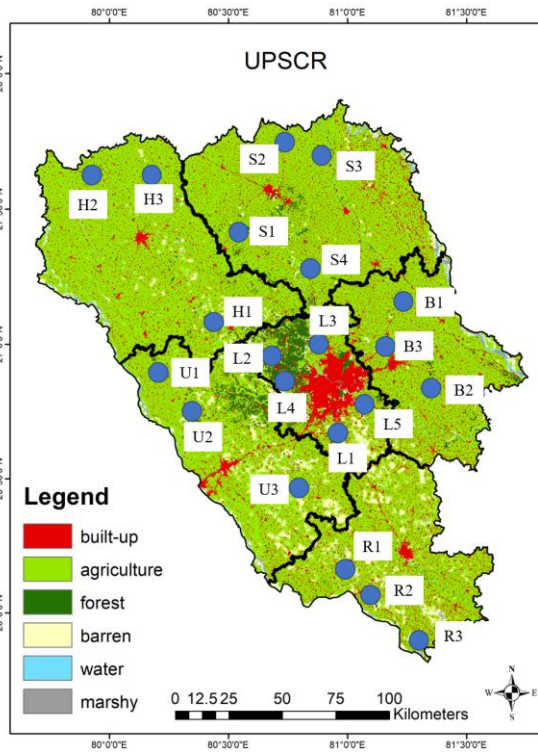 80°0'0"E 80°30'0"E 81°0'0"E 81°30'0"E
UPSCR
S2
S3
H2
H3
S1
S4
H1
B1
L3
L2
B3
U1
B2
L4
U2
L5
L1
U3
Legend
built-up
R1
agriculture
R2
forest
barren
R3
water
marshy
N
W E
S
0 12.5 25 50 75 100
Kilometers
80°0'0"E 80°30'0"E 81°0'0"E 81°30'0"E